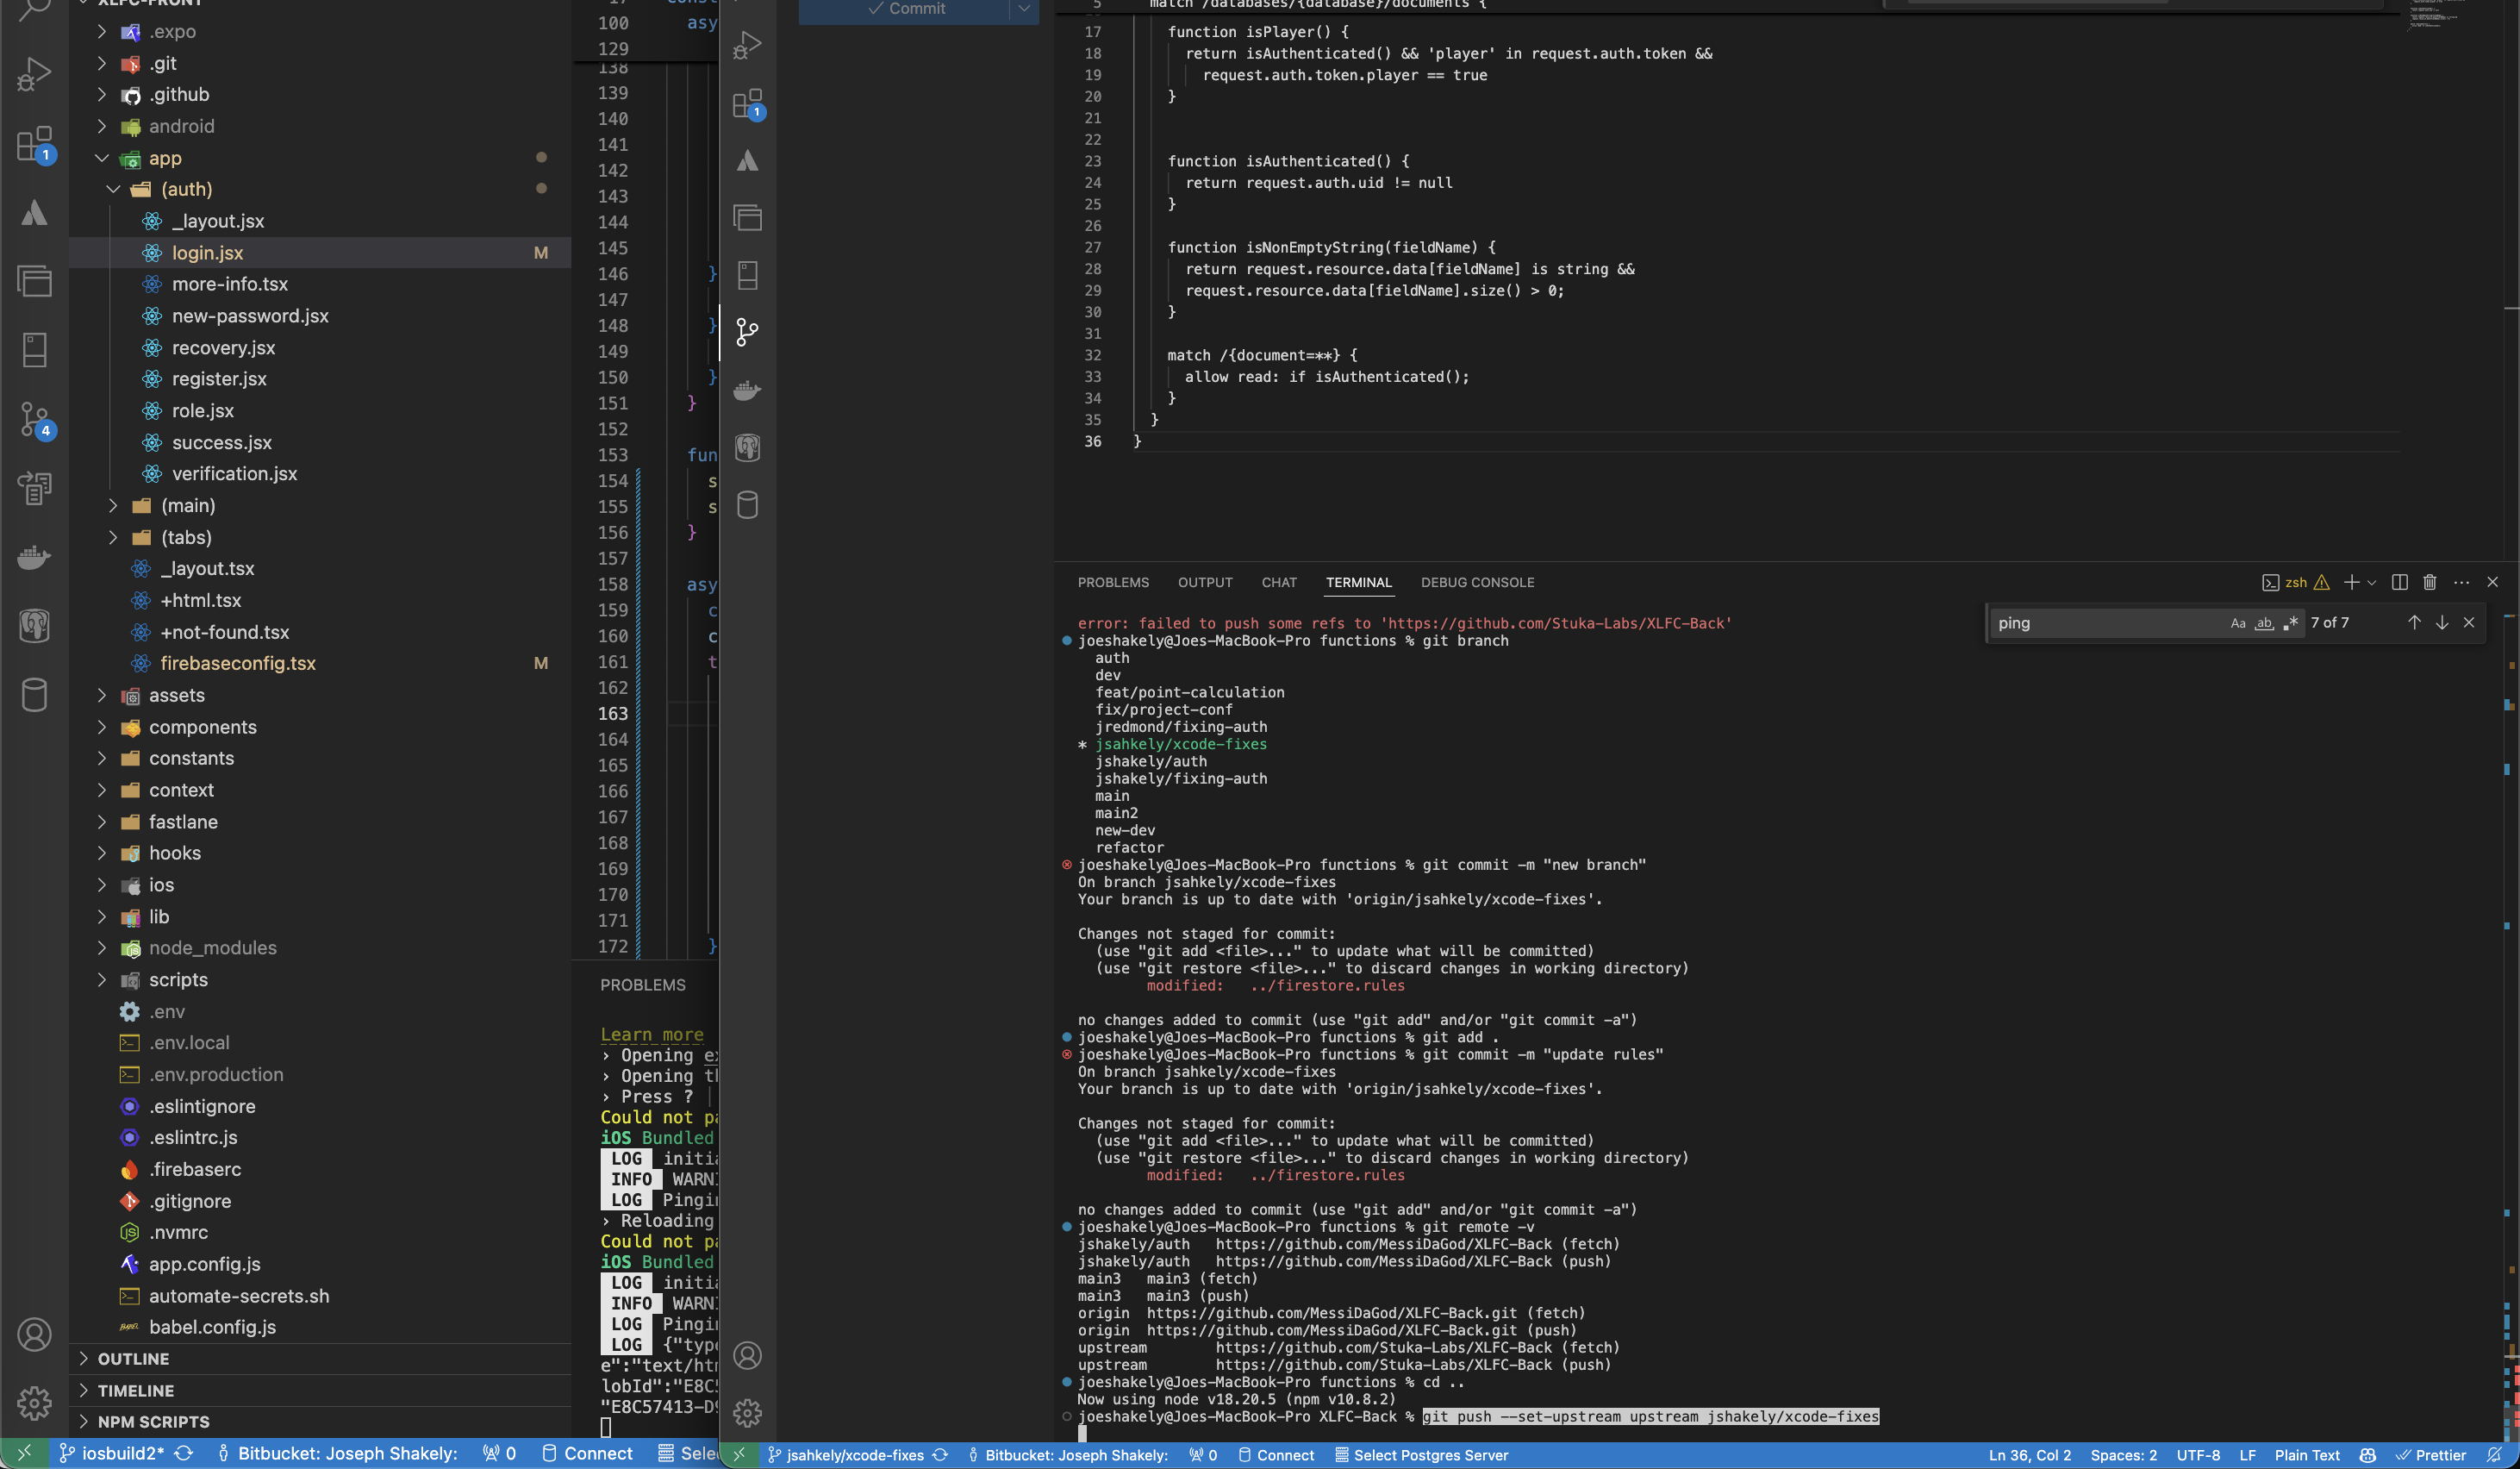 XLFC-FRONT
.expo
.git
.github
android
app
(auth)
_layout.jsx
login.jsx M
more-info.tsx
new-password.jsx
recovery.jsx
register.jsx
role.jsx
success.jsx
verification.jsx
(main)
(tabs)
_layout.tsx
+html.tsx
+not-found.tsx
firebaseconfig.tsx M
assets
components
constants
context
fastlane
hooks
ios
lib
node_modules
scripts
.env
.env.local
.env.production
.eslintignore
.eslintrc.js
.firebaserc
.gitignore
.nvmrc
app.config.js
automate-secrets.sh
babel.config.js
OUTLINE
TIMELINE
NPM SCRIPTS
1
4
17 const
100 asy
129
138
139
140
141
142
143
144
145
146 }
147
148 }
149
150 }
151 }
152
153 fun
154 s
155 s
156 }
157
158 asy
159 c
160 c
161 t
162
163
164
165
166
167
168
169
170
171
172 }
PROBLEMS
Learn more
› Opening ex
› Opening th
› Press ? |
Could not pa
iOS Bundled
LOG initia
INFO WARNI
LOG Pingin
› Reloading
Could not pa
iOS Bundled
LOG initia
INFO WARNI
LOG Pingin
LOG {"type
e":"text/htm
lobId":"E8C5
"E8C57413-D9
1
Commit
5 match /databases/{database}/documents {
17 function isPlayer() {
18 return isAuthenticated() && 'player' in request.auth.token &&
19 request.auth.token.player == true
20 }
21
22
23 function isAuthenticated() {
24 return request.auth.uid != null
25 }
26
27 function isNonEmptyString(fieldName) {
28 return request.resource.data[fieldName] is string &&
29 request.resource.data[fieldName].size() > 0;
30 }
31
32 match /{document=**} {
33 allow read: if isAuthenticated();
34 }
35 }
36 }
PROBLEMS OUTPUT CHAT TERMINAL DEBUG CONSOLE zsh
ping Aa ab 7 of 7
error: failed to push some refs to 'https://github.com/Stuka-Labs/XLFC-Back'
joeshakely@Joes-MacBook-Pro functions % git branch
auth
dev
feat/point-calculation
fix/project-conf
jredmond/fixing-auth
* jsahkely/xcode-fixes
jshakely/auth
jshakely/fixing-auth
main
main2
new-dev
refactor
joeshakely@Joes-MacBook-Pro functions % git commit -m "new branch"
On branch jsahkely/xcode-fixes
Your branch is up to date with 'origin/jsahkely/xcode-fixes'.
Changes not staged for commit:
(use "git add <file>..." to update what will be committed)
(use "git restore <file>..." to discard changes in working directory)
modified: ../firestore.rules
no changes added to commit (use "git add" and/or "git commit -a")
joeshakely@Joes-MacBook-Pro functions % git add .
joeshakely@Joes-MacBook-Pro functions % git commit -m "update rules"
On branch jsahkely/xcode-fixes
Your branch is up to date with 'origin/jsahkely/xcode-fixes'.
Changes not staged for commit:
(use "git add <file>..." to update what will be committed)
(use "git restore <file>..." to discard changes in working directory)
modified: ../firestore.rules
no changes added to commit (use "git add" and/or "git commit -a")
joeshakely@Joes-MacBook-Pro functions % git remote -v
jshakely/auth https://github.com/MessiDaGod/XLFC-Back (fetch)
jshakely/auth https://github.com/MessiDaGod/XLFC-Back (push)
main3 main3 (fetch)
main3 main3 (push)
origin https://github.com/MessiDaGod/XLFC-Back.git (fetch)
origin https://github.com/MessiDaGod/XLFC-Back.git (push)
upstream https://github.com/Stuka-Labs/XLFC-Back (fetch)
upstream https://github.com/Stuka-Labs/XLFC-Back (push)
joeshakely@Joes-MacBook-Pro functions % cd ..
Now using node v18.20.5 (npm v10.8.2)
joeshakely@Joes-MacBook-Pro XLFC-Back % git push --set-upstream upstream jshakely/xcode-fixes
iosbuild2* Bitbucket: Joseph Shakely: 0 Connect Sele
jsahkely/xcode-fixes Bitbucket: Joseph Shakely: 0 Connect Select Postgres Server Ln 36, Col 2 Spaces: 2 UTF-8 LF Plain Text Prettier